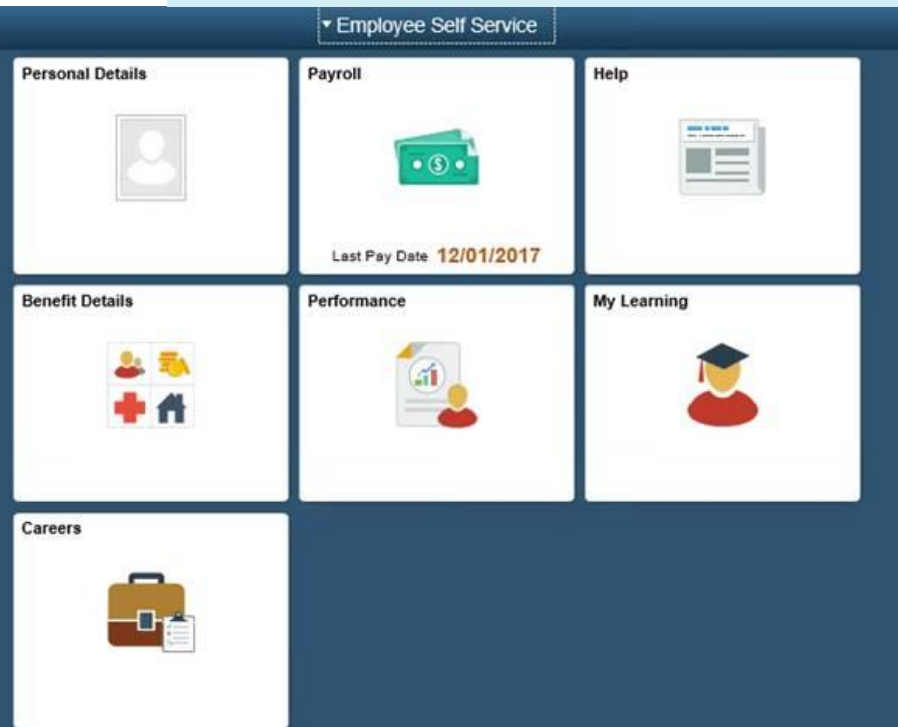 Employee Self Service
Personal Details
Payroll
Help
Last Pay Date 12/01/2017
Benefit Details
Performance
My Learning
Careers